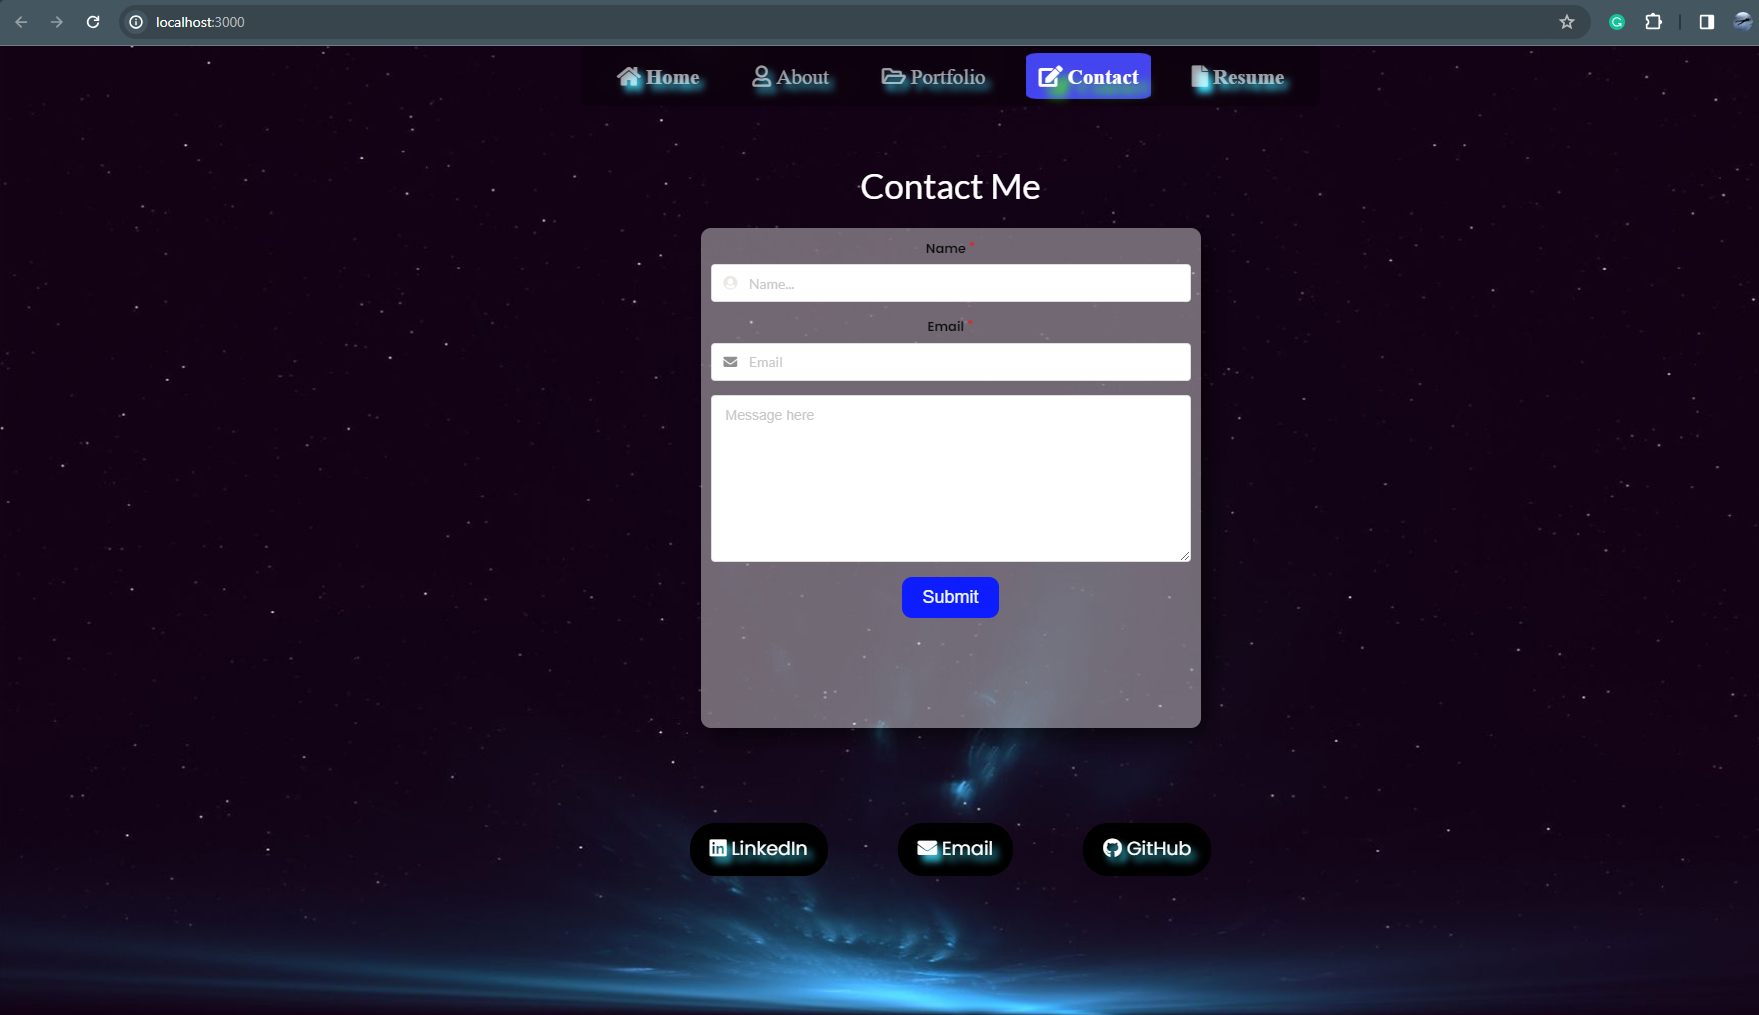 localhost:3000
Home About Portfolio Contact Resume
Contact Me
Name *
Name...
Email *
Email
Message here
Submit
LinkedIn Email GitHub